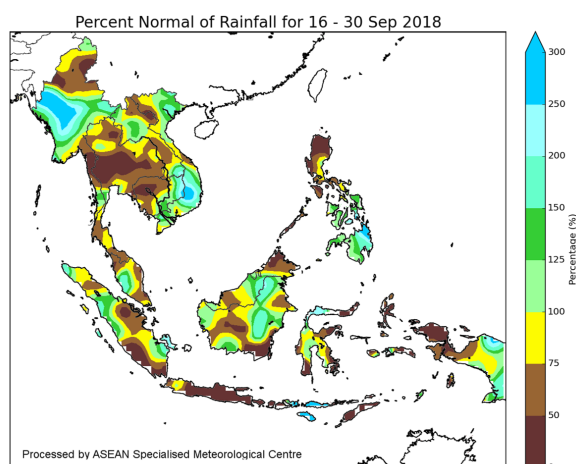 Percent Normal of Rainfall for 16 - 30 Sep 2018
300
250
200
150
125
100
75
50
Percentage (%)
Processed by ASEAN Specialised Meteorological Centre